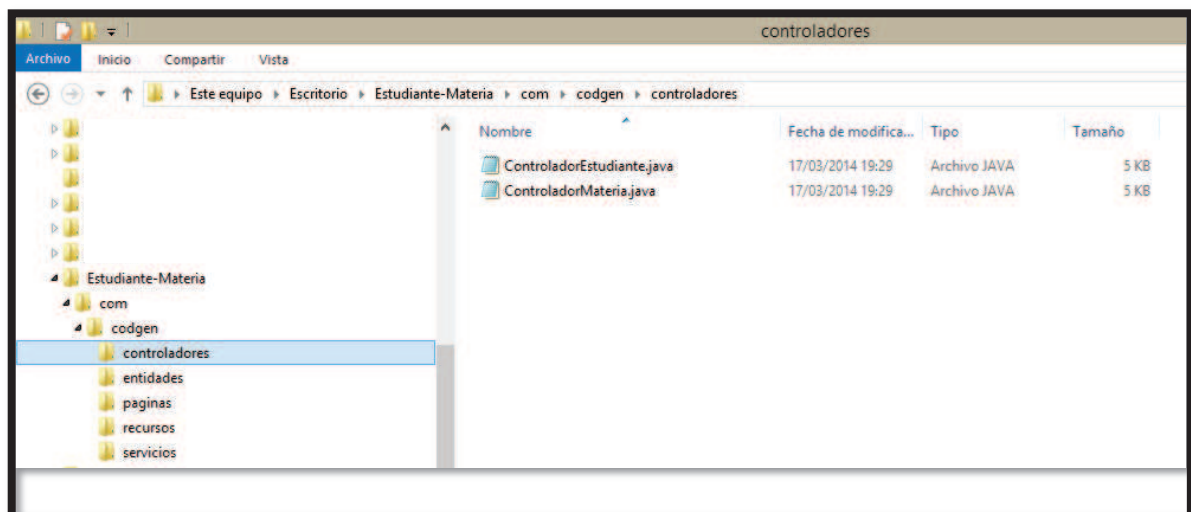 controladores
Archivo Inicio Compartir Vista
Este equipo Escritorio Estudiante-Materia com codgen controladores
Nombre Fecha de modifica... Tipo Tamaño
ControladorEstudiante.java 17/03/2014 19:29 Archivo JAVA 5 KB
ControladorMateria.java 17/03/2014 19:29 Archivo JAVA 5 KB
Estudiante-Materia
com
codgen
controladores
entidades
paginas
recursos
servicios